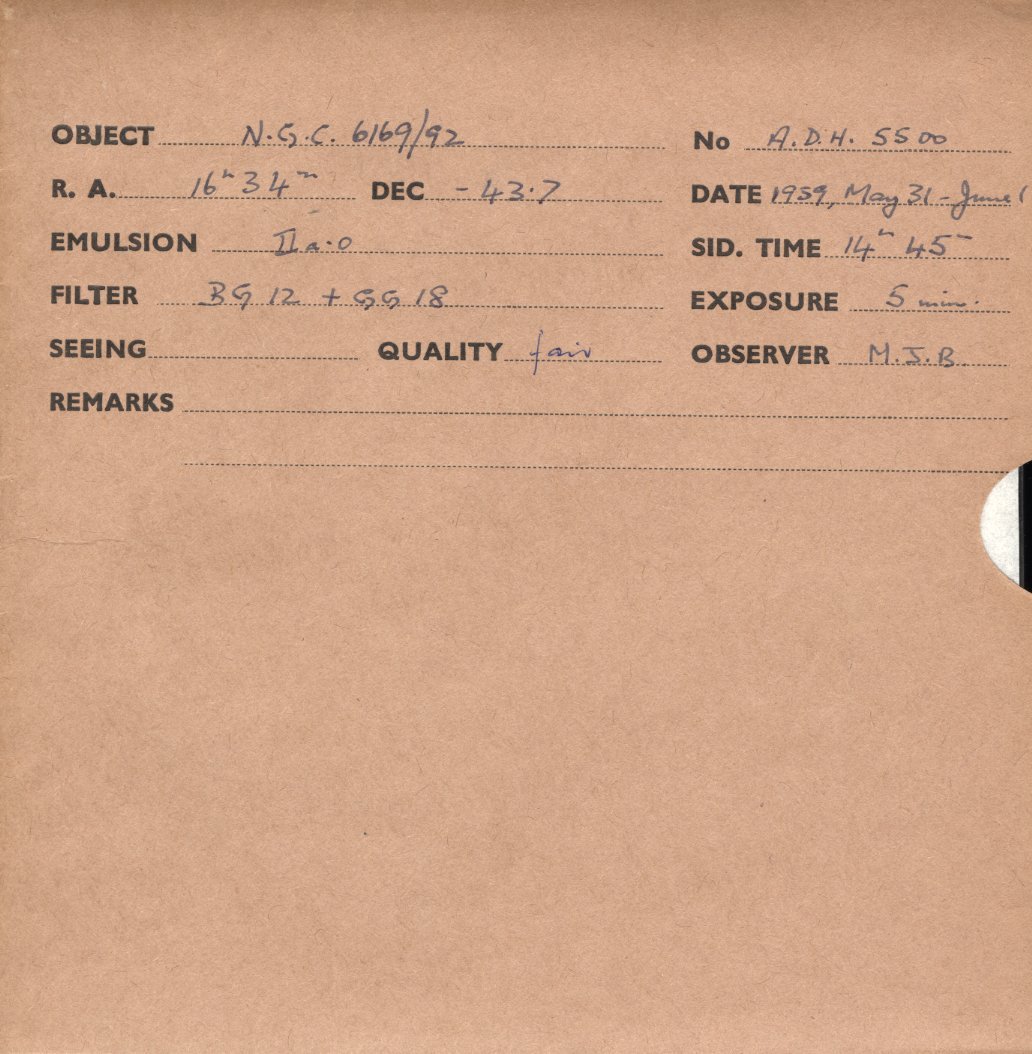 OBJECT N.G.C. 6169/92 No A.D.H. 5500
R. A. 16h 34m DEC -43.7 DATE 1959, May 31 - June 1
EMULSION IIa-O SID. TIME 14h 45m
FILTER BG 12 + GG 18 EXPOSURE 5 min.
SEEING QUALITY fair OBSERVER M.J.B.
REMARKS